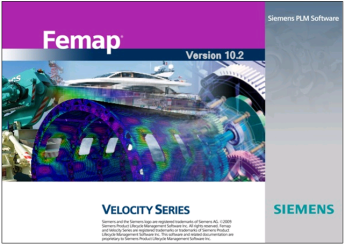 Siemens PLM Software
Femap®
Version 10.2
VELOCITY SERIES
SIEMENS
Siemens and the Siemens logo are registered trademarks of Siemens AG. ©2009
Siemens Product Lifecycle Management Software Inc. All rights reserved. Femap
and Velocity Series are registered trademarks or trademarks of Siemens Product
Lifecycle Management Software Inc. This software and related documentation are
proprietary to Siemens Product Lifecycle Management Software Inc.